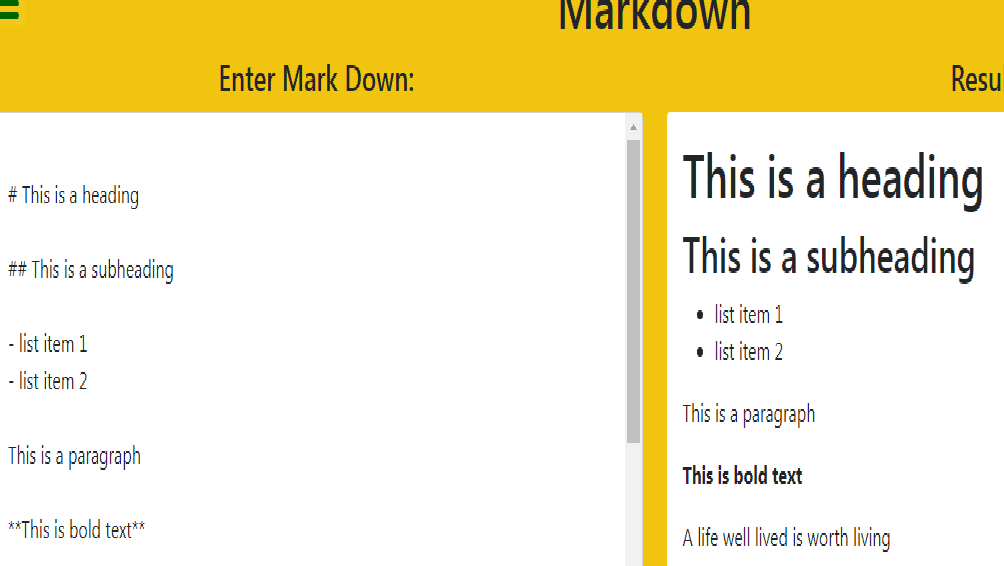 Markdown
Enter Mark Down:
# This is a heading
## This is a subheading
- list item 1
- list item 2
This is a paragraph
**This is bold text**
This is a heading
This is a subheading
• list item 1
• list item 2
This is a paragraph
This is bold text
A life well lived is worth living